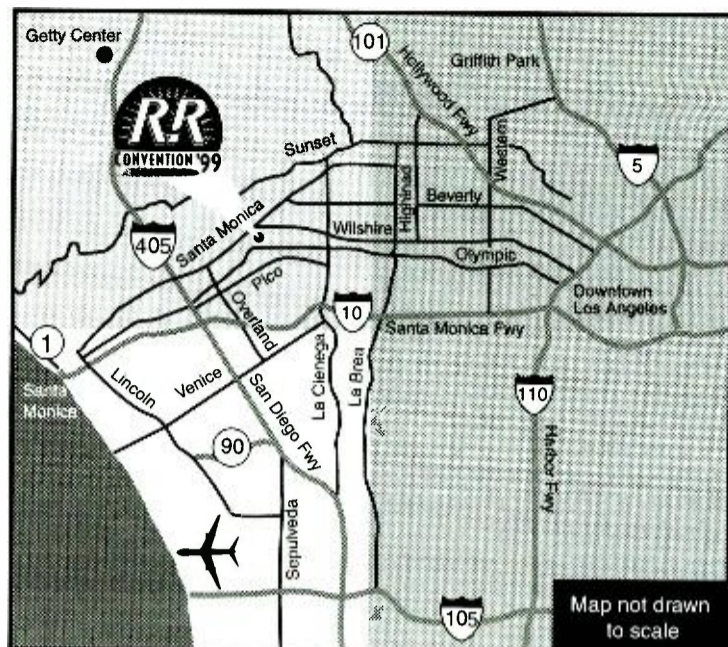 Getty Center
101
Hollywood Fwy
Griffith Park
R&R
CONVENTION '99
Sunset
Western
5
Highland
Beverly
Santa Monica
Wilshire
405
Olympic
Pico
Overland
10
Downtown
Los Angeles
Santa Monica Fwy
1
Santa
Monica
Lincoln
Venice
La Cienega
La Brea
San Diego Fwy
110
90
Harbor Fwy
Sepulveda
105
Map not drawn
to scale